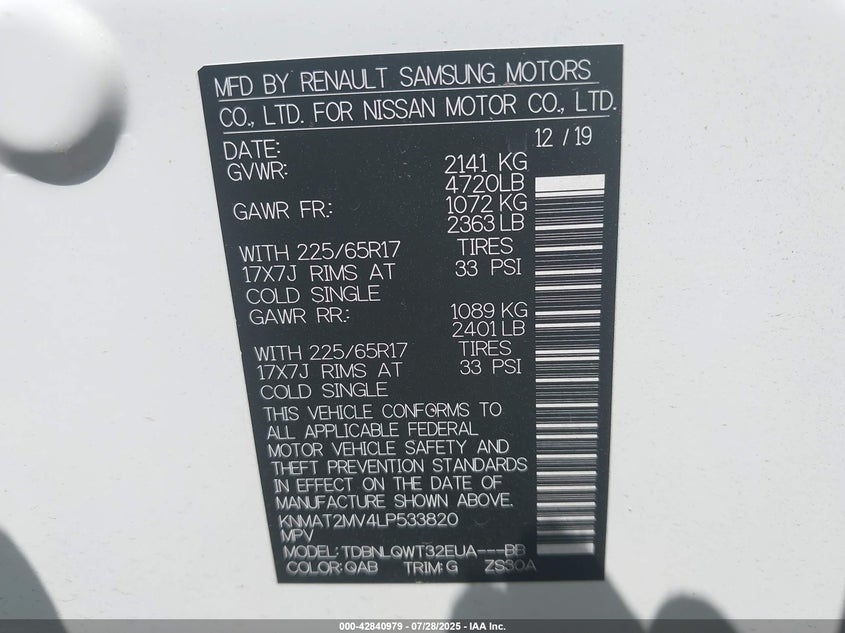 MFD BY RENAULT SAMSUNG MOTORS
CO., LTD. FOR NISSAN MOTOR CO., LTD.
DATE: 12 / 19
GVWR: 2141 KG
4720LB
GAWR FR.: 1072 KG
2363 LB
WITH 225/65R17 TIRES
17X7J RIMS AT 33 PSI
COLD SINGLE
GAWR RR.: 1089 KG
2401 LB
WITH 225/65R17 TIRES
17X7J RIMS AT 33 PSI
COLD SINGLE
THIS VEHICLE CONFORMS TO
ALL APPLICABLE FEDERAL
MOTOR VEHICLE SAFETY AND
THEFT PREVENTION STANDARDS
IN EFFECT ON THE DATE OF
MANUFACTURE SHOWN ABOVE.
KNMAT2MV4LP533820
MPV
MODEL: TDBNLQWT32EUA---BB
COLOR: QAB TRIM: G ZS30A
000-42840979 / 07/28/2025 - IAA Inc.